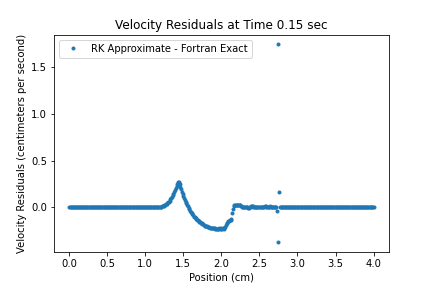 Velocity Residuals at Time 0.15 sec
RK Approximate - Fortran Exact
Velocity Residuals (centimeters per second)
1.5
1.0
0.5
0.0
0.0 0.5 1.0 1.5 2.0 2.5 3.0 3.5 4.0
Position (cm)